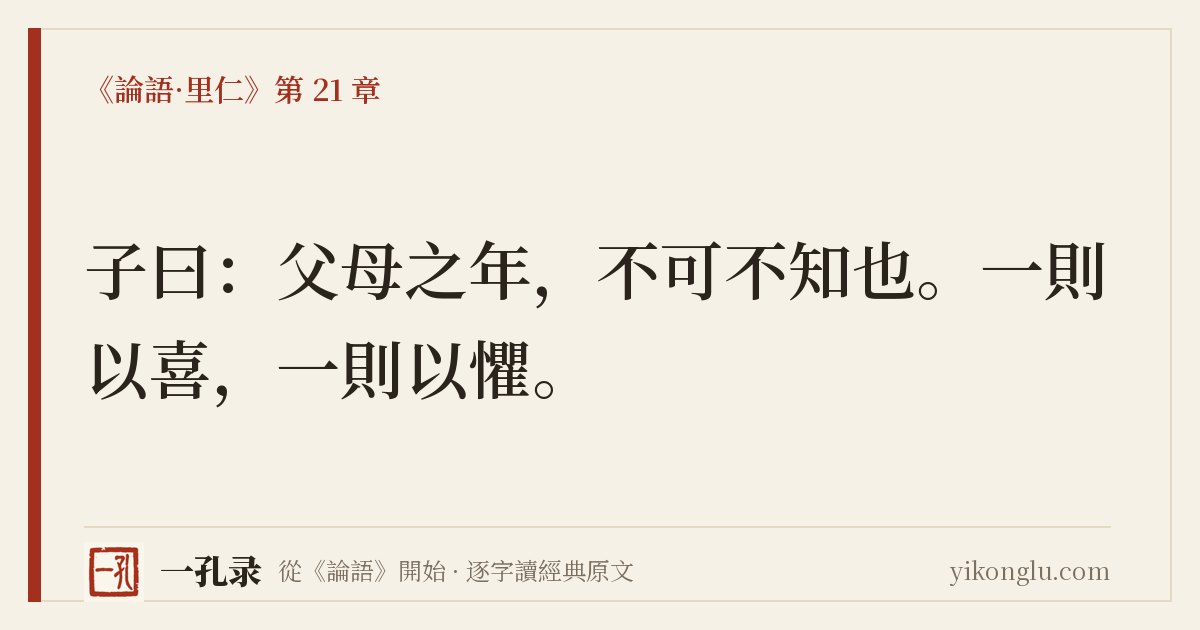 《論語·里仁》第 21 章
子曰：父母之年，不可不知也。一則
以喜，一則以懼。
一孔
一孔录 從《論語》開始 · 逐字讀經典原文 yikonglu.com